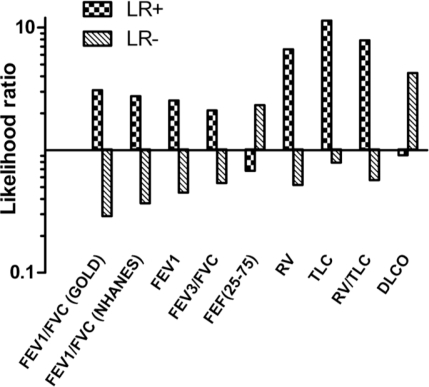 LR+
LR-
Likelihood ratio
10
0.1
FEV1/FVC (GOLD)
FEV1/FVC (NHANES)
FEV1
FEV3/FVC
FEF(25-75)
RV
TLC
RV/TLC
DLCO